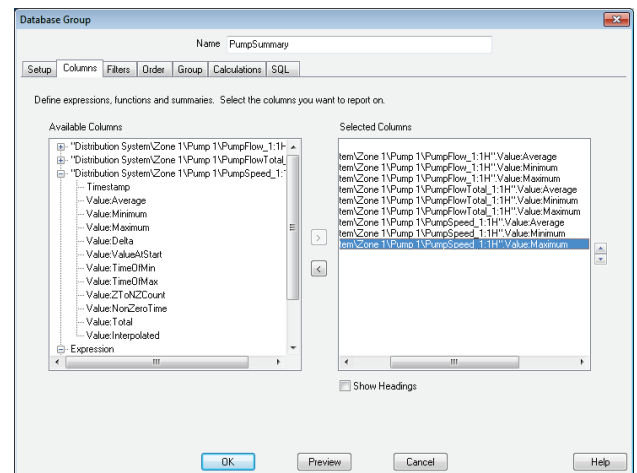 Database Group
Name PumpSummary
Setup Columns Filters Order Group Calculations SQL
Define expressions, functions and summaries. Select the columns you want to report on.
Available Columns
"Distribution System\Zone 1\Pump 1\PumpFlow_1:1H
"Distribution System\Zone 1\Pump 1\PumpFlowTotal_
"Distribution System\Zone 1\Pump 1\PumpSpeed_1:1
Timestamp
Value:Average
Value:Minimum
Value:Maximum
Value:Delta
Value:ValueAtStart
Value:TimeOfMin
Value:TimeOfMax
Value:ZToNZCount
Value:NonZeroTime
Value:Total
Value:Interpolated
Expression
>
<
Selected Columns
tem\Zone 1\Pump 1\PumpFlow_1:1H".Value:Average
tem\Zone 1\Pump 1\PumpFlow_1:1H".Value:Minimum
tem\Zone 1\Pump 1\PumpFlow_1:1H".Value:Maximum
tem\Zone 1\Pump 1\PumpFlowTotal_1:1H".Value:Average
tem\Zone 1\Pump 1\PumpFlowTotal_1:1H".Value:Minimum
tem\Zone 1\Pump 1\PumpFlowTotal_1:1H".Value:Maximum
tem\Zone 1\Pump 1\PumpSpeed_1:1H".Value:Average
tem\Zone 1\Pump 1\PumpSpeed_1:1H".Value:Minimum
tem\Zone 1\Pump 1\PumpSpeed_1:1H".Value:Maximum
Show Headings
OK Preview Cancel Help